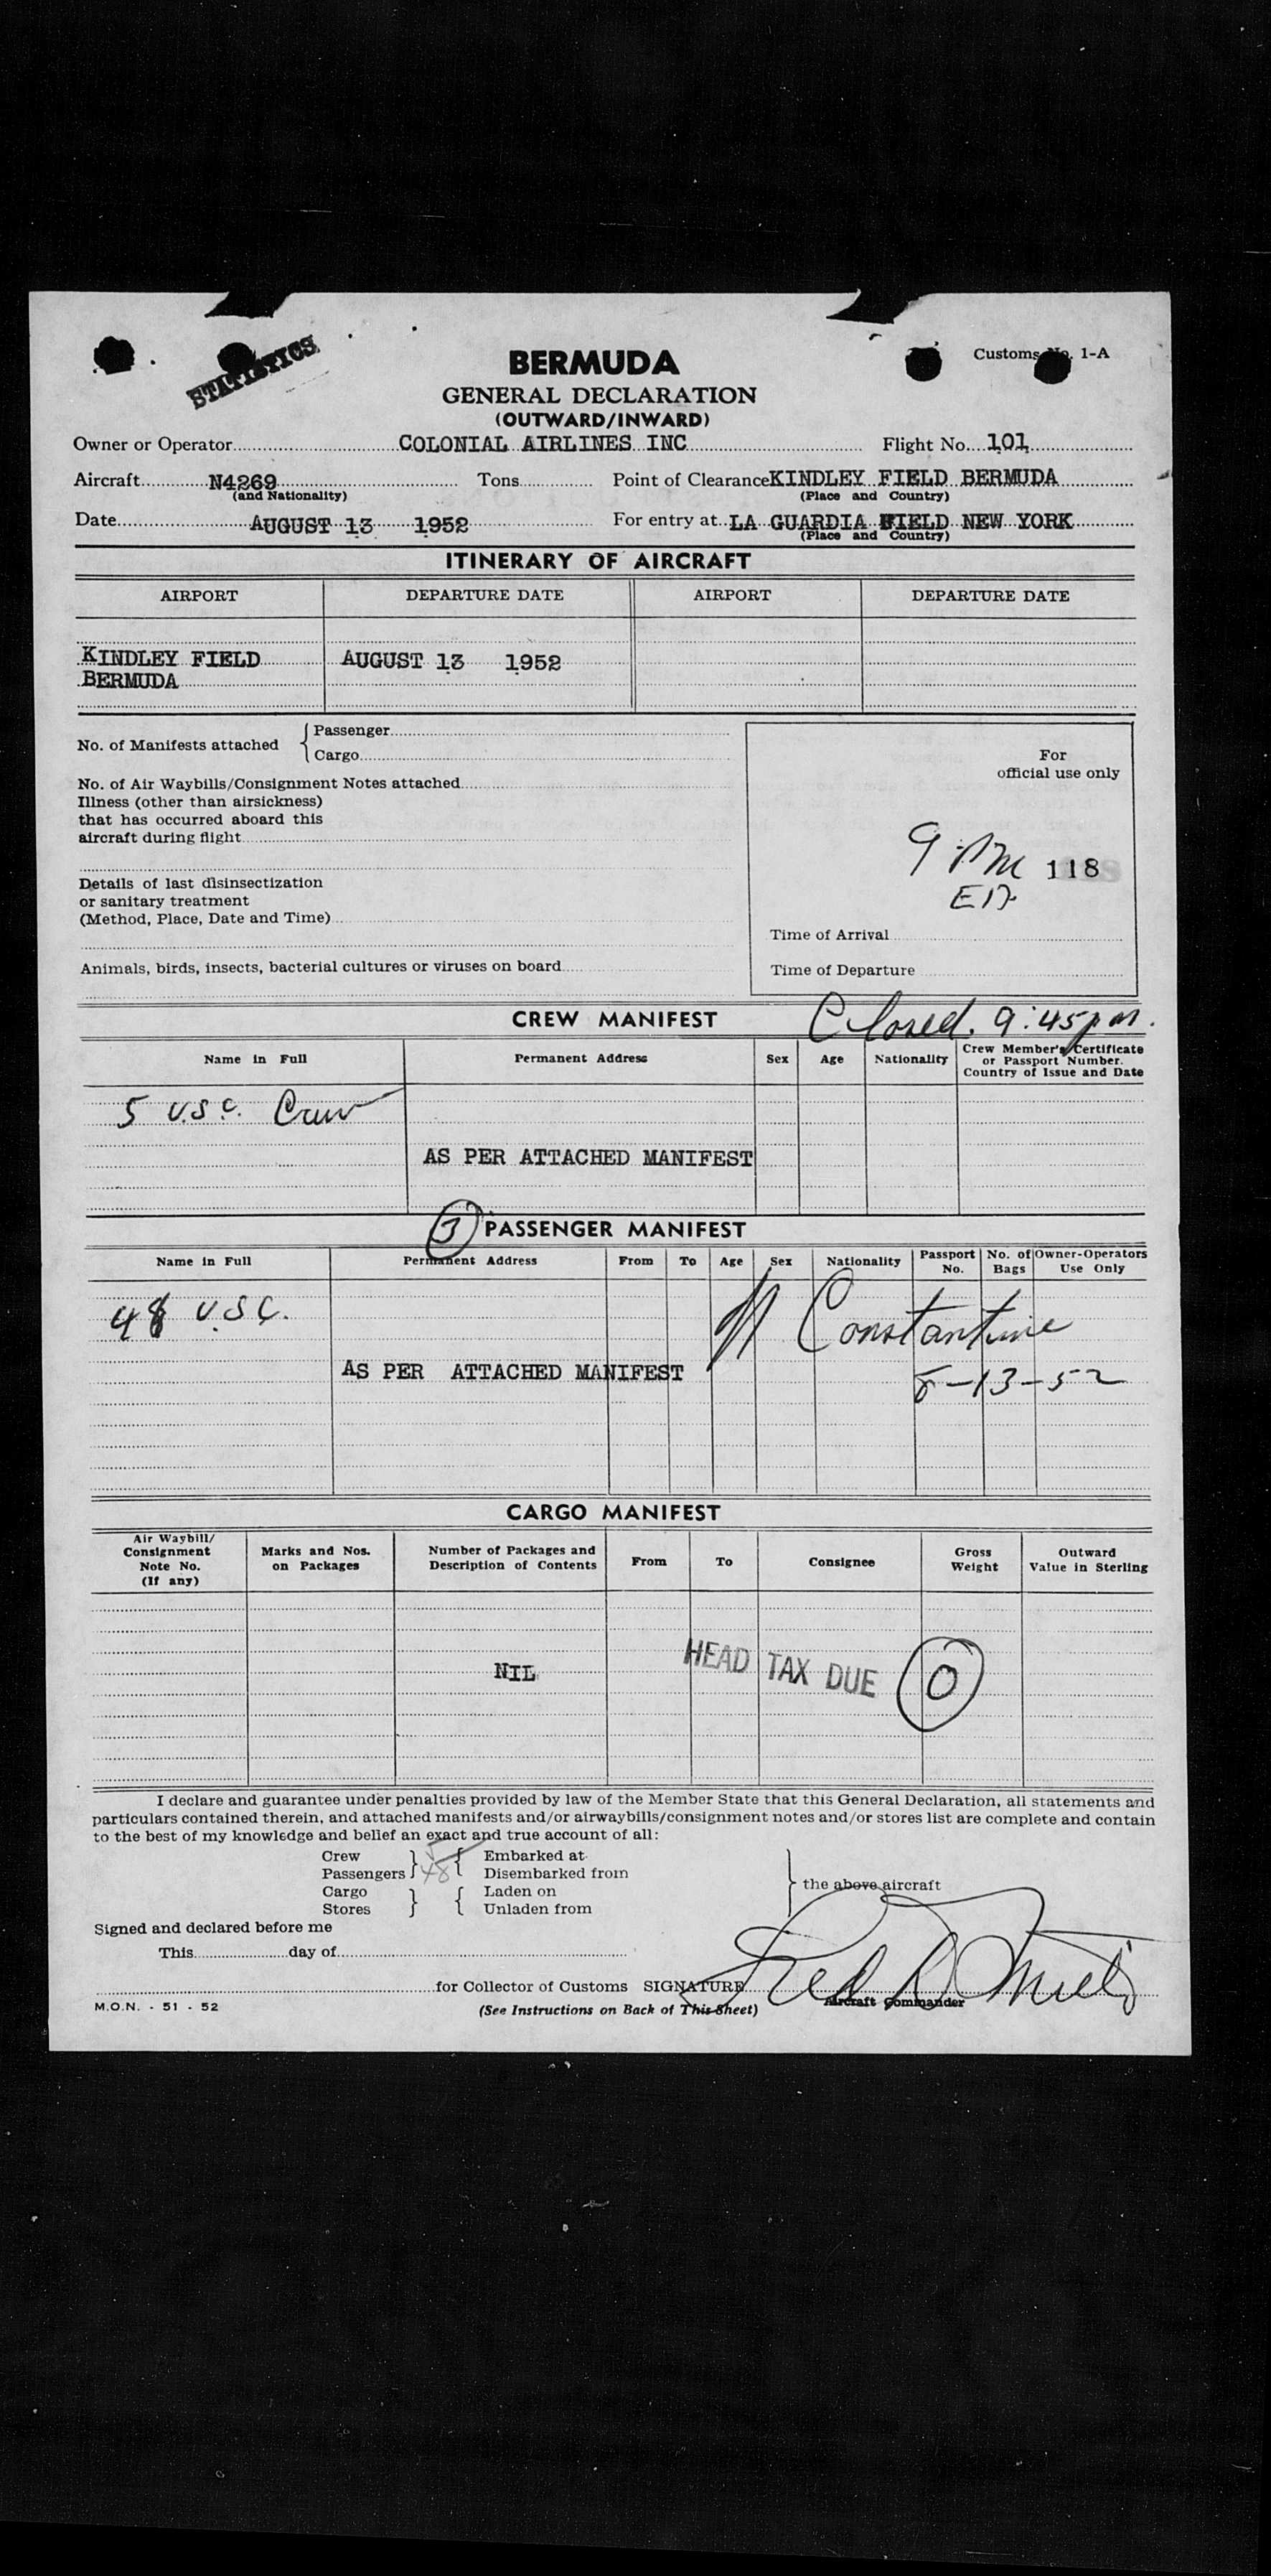 STATISTICS
BERMUDA
Customs No. 1-A
GENERAL DECLARATION
(OUTWARD/INWARD)
Owner or Operator COLONIAL AIRLINES INC Flight No. 101
Aircraft N4269 Tons Point of Clearance KINDLEY FIELD BERMUDA
(and Nationality) (Place and Country)
Date AUGUST 13 1952 For entry at LA GUARDIA FIELD NEW YORK
(Place and Country)
ITINERARY OF AIRCRAFT
AIRPORT DEPARTURE DATE AIRPORT DEPARTURE DATE
KINDLEY FIELD AUGUST 13 1952
BERMUDA
No. of Manifests attached { Passenger
Cargo
For
official use only
No. of Air Waybills/Consignment Notes attached
Illness (other than airsickness)
that has occurred aboard this
aircraft during flight
9 PM 118
Details of last disinsectization
or sanitary treatment
(Method, Place, Date and Time)
Time of Arrival
Animals, birds, insects, bacterial cultures or viruses on board
Time of Departure
CREW MANIFEST Closed. 9:45 pm.
Name in Full Permanent Address Sex Age Nationality Crew Member's Certificate
or Passport Number.
Country of Issue and Date
5 U.S.C. Crew
AS PER ATTACHED MANIFEST
3 PASSENGER MANIFEST
Name in Full Permanent Address From To Age Sex Nationality Passport No. No. of Bags Owner-Operators Use Only
48 U.S.C.
Constantine
AS PER ATTACHED MANIFEST
8-13-52
CARGO MANIFEST
Air Waybill/ Consignment Note No. (If any) Marks and Nos. on Packages Number of Packages and Description of Contents From To Consignee Gross Weight Outward Value in Sterling
NIL HEAD TAX DUE 0
I declare and guarantee under penalties provided by law of the Member State that this General Declaration, all statements and
particulars contained therein, and attached manifests and/or airwaybills/consignment notes and/or stores list are complete and contain
to the best of my knowledge and belief an exact and true account of all:
Crew } 5 { Embarked at
Passengers } 48 { Disembarked from
the above aircraft
Cargo } { Laden on
Stores } { Unladen from
Signed and declared before me
This day of
for Collector of Customs SIGNATURE
Aircraft Commander
M.O.N. - 51 - 52 (See Instructions on Back of This Sheet)